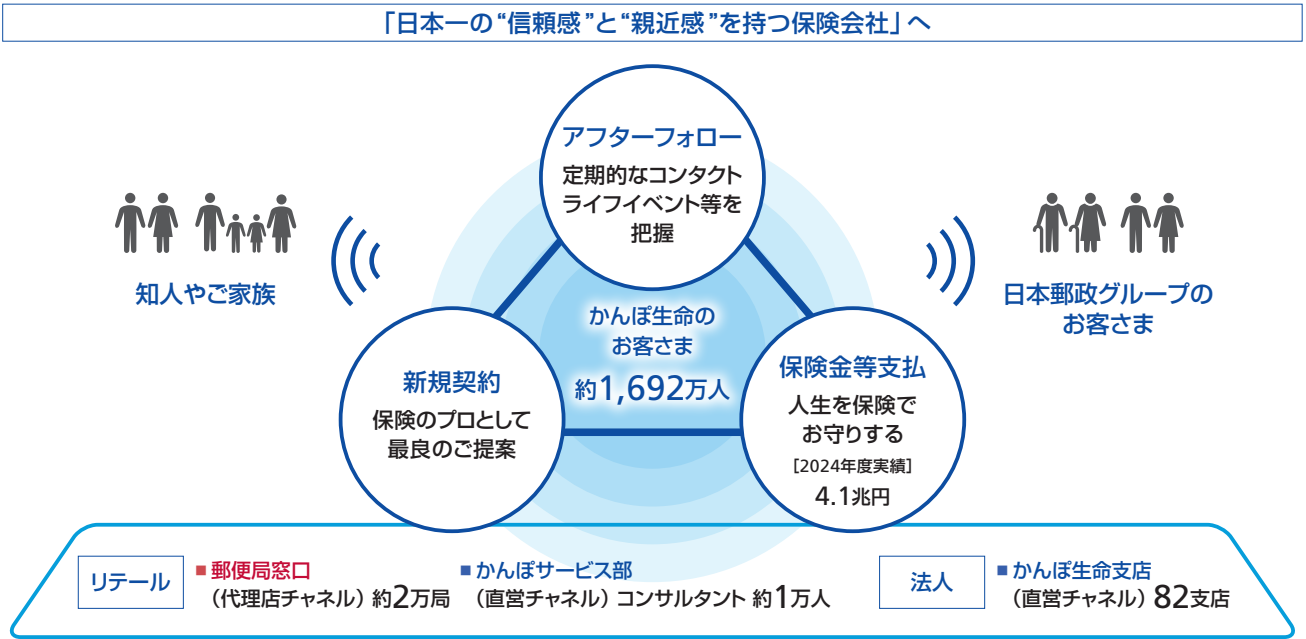 「日本一の“信頼感”と“親近感”を持つ保険会社」へ
アフターフォロー
定期的なコンタクト
ライフイベント等を
把握
知人やご家族
日本郵政グループの
お客さま
かんぽ生命の
お客さま
約1,692万人
新規契約
保険のプロとして
最良のご提案
保険金等支払
人生を保険で
お守りする
［2024年度実績］
4.1兆円
リテール
■郵便局窓口
（代理店チャネル）約2万局
■かんぽサービス部
（直営チャネル）コンサルタント 約1万人
法人
■かんぽ生命支店
（直営チャネル）82支店